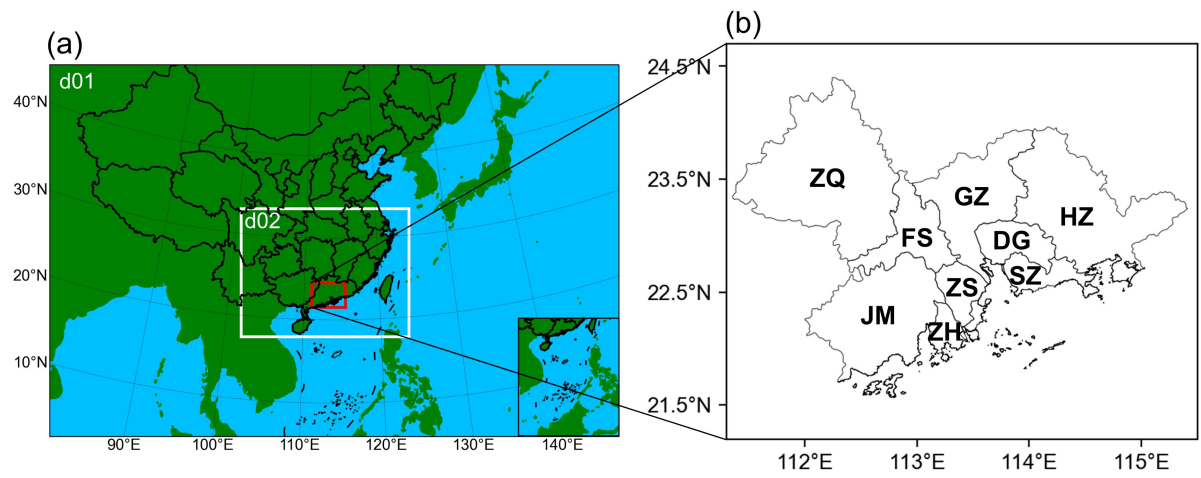 (a)
d01
d02
40°N
30°N
20°N
10°N
90°E
100°E
110°E
120°E
130°E
140°E
(b)
24.5°N
23.5°N
22.5°N
21.5°N
112°E
113°E
114°E
115°E
ZQ
GZ
HZ
FS
DG
SZ
ZS
JM
ZH